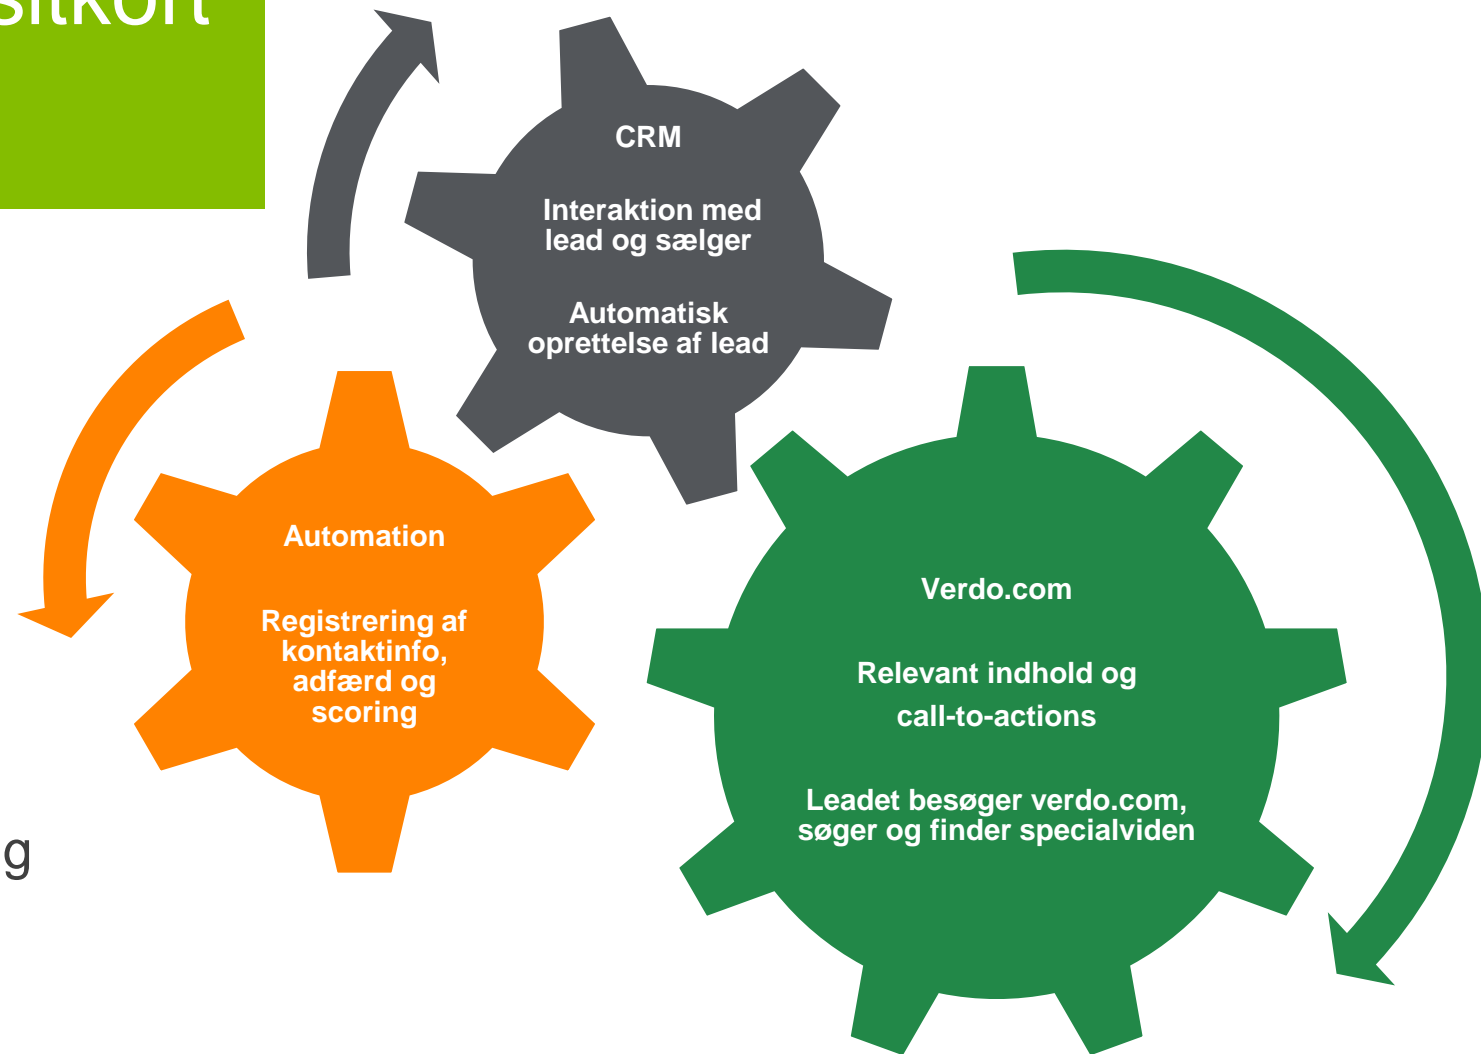 CRM
Interaktion med
lead og sælger
Automatisk
oprettelse af lead
Automation
Registrering af
kontaktinfo,
adfærd og
scoring
Verdo.com
Relevant indhold og
call-to-actions
Leadet besøger verdo.com,
søger og finder specialviden
g